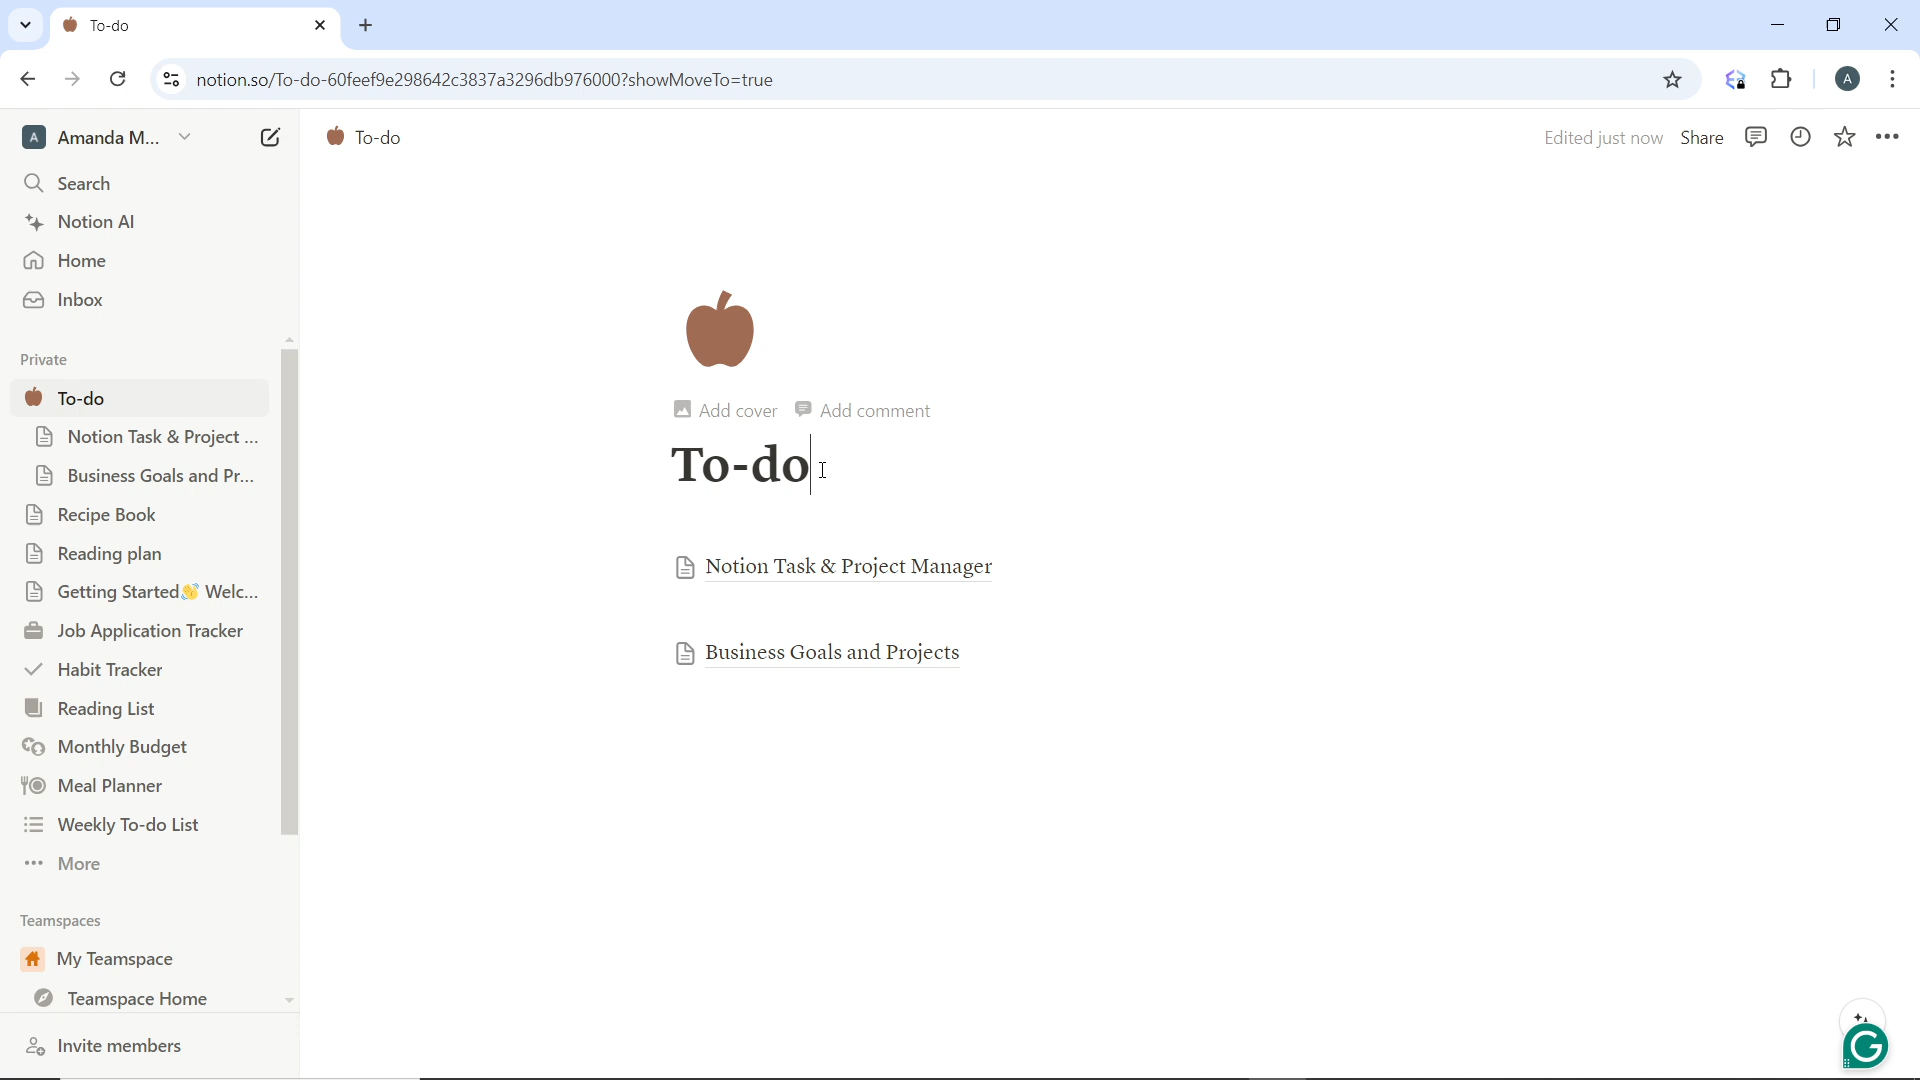 To-do
notion.so/To-do-60feef9e298642c3837a3296db976000?showMoveTo=true
A
A Amanda M...
To-do
Edited just now Share
Search
Notion AI
Home
Inbox
Private
To-do
Notion Task & Project ...
Business Goals and Pr...
Recipe Book
Reading plan
Getting Started👋 Welc...
Job Application Tracker
Habit Tracker
Reading List
Monthly Budget
Meal Planner
Weekly To-do List
More
Teamspaces
My Teamspace
Teamspace Home
Invite members
Add cover Add comment
To-do
Notion Task & Project Manager
Business Goals and Projects
G